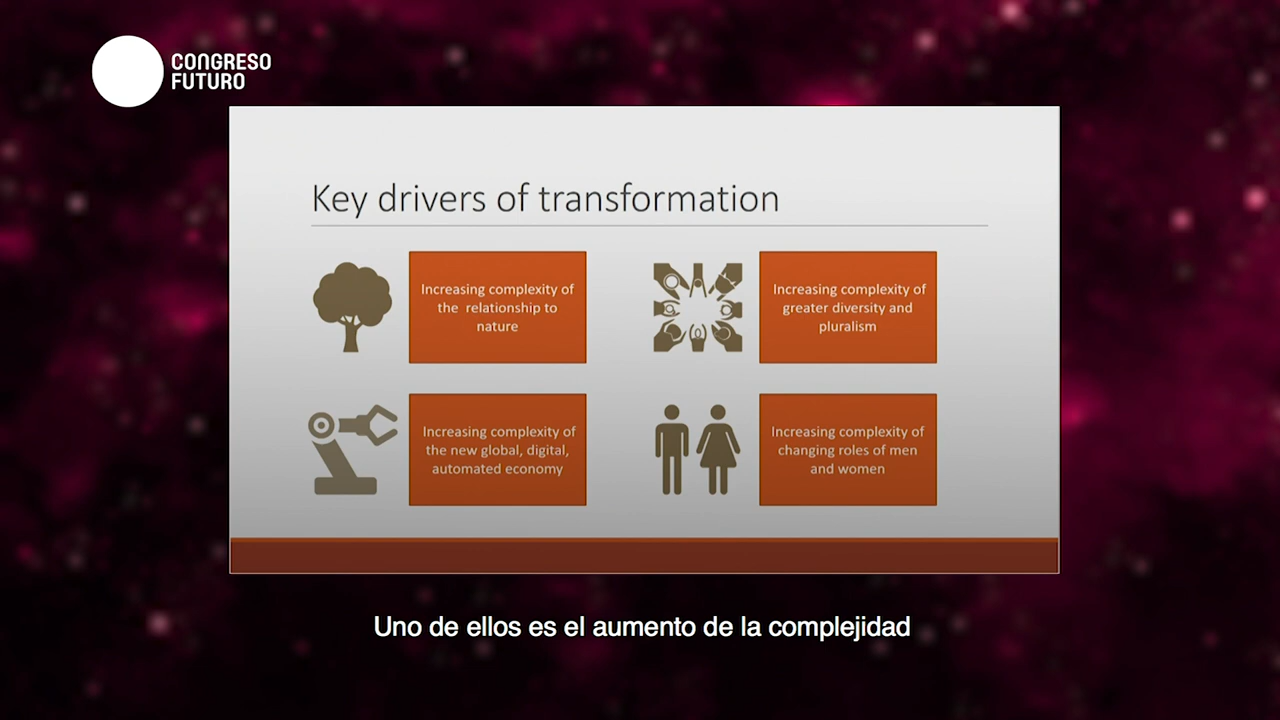 CONGRESO
FUTURO
Key drivers of transformation
Increasing complexity of
the relationship to
nature
Increasing complexity of
greater diversity and
pluralism
Increasing complexity of
the new global, digital,
automated economy
Increasing complexity of
changing roles of men
and women
Uno de ellos es el aumento de la complejidad